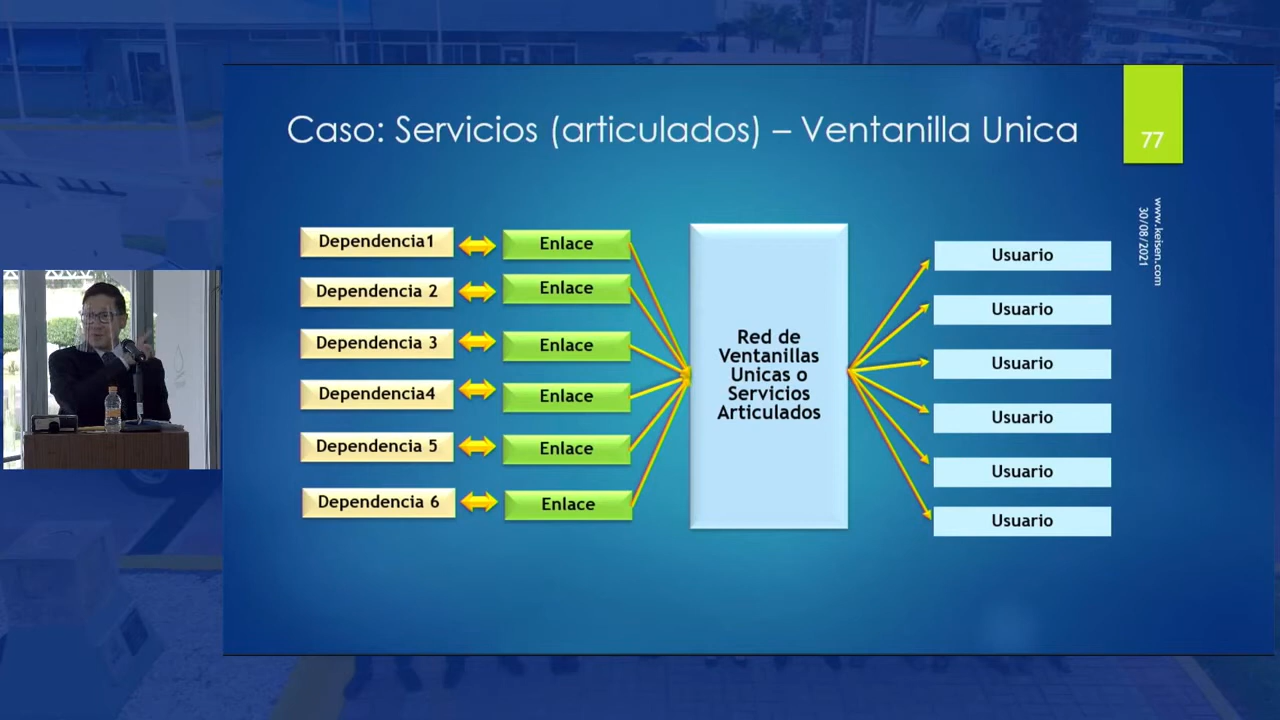 Caso: Servicios (articulados) – Ventanilla Unica
77
www.keisen.com
30/08/2021
Dependencia1
Enlace
Dependencia 2
Enlace
Dependencia 3
Enlace
Dependencia4
Enlace
Dependencia 5
Enlace
Dependencia 6
Enlace
Red de
Ventanillas
Unicas o
Servicios
Articulados
Usuario
Usuario
Usuario
Usuario
Usuario
Usuario